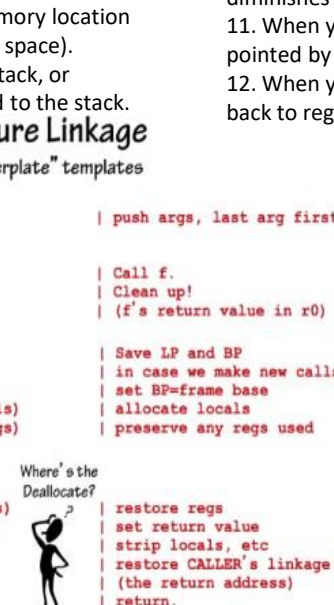 mory location
space).
tack, or
d to the stack.
diminishes
11. When y
pointed by
12. When y
back to reg
ure Linkage
rplate" templates
| push args, last arg first
| Call f.
| Clean up!
| (f's return value in r0)
| Save LP and BP
| in case we make new calls
| set BP=frame base
s) | allocate locals
gs) | preserve any regs used
Where's the
Deallocate?
?
s) | restore regs
| set return value
| strip locals, etc
| restore CALLER's linkage
| (the return address)
| return.